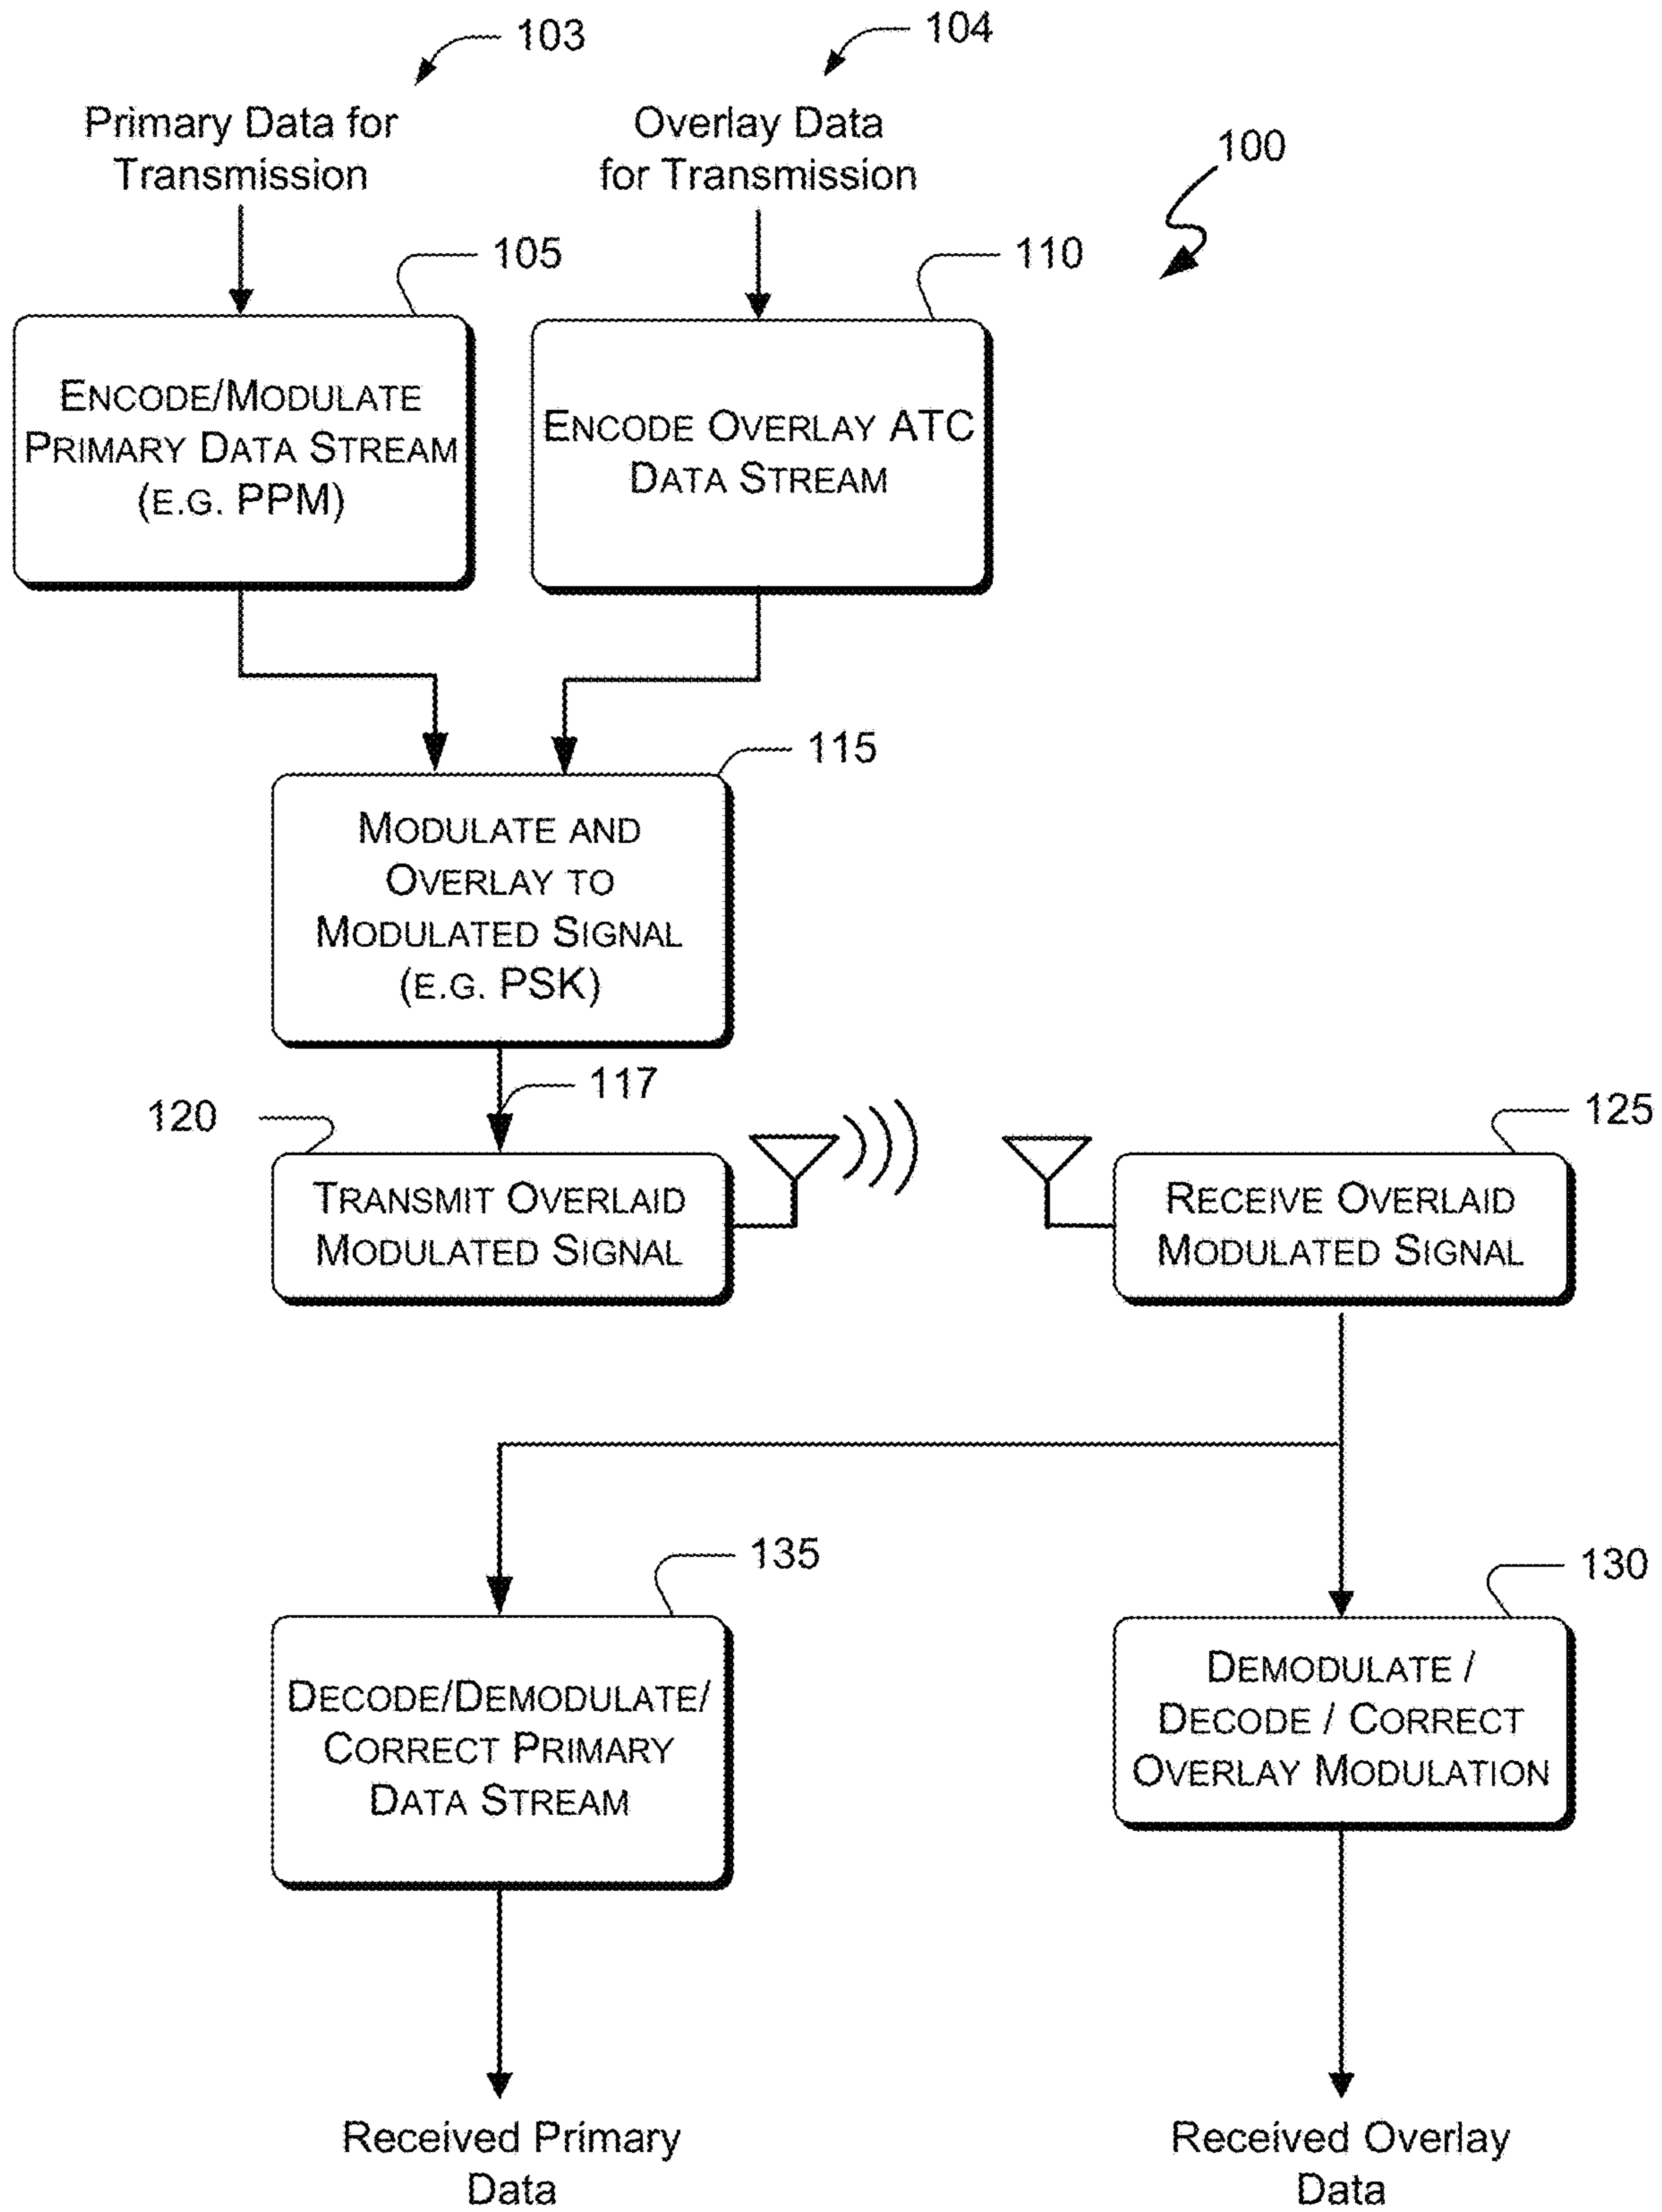 103
104
Primary Data for
Transmission
Overlay Data
for Transmission
100
105
110
ENCODE/MODULATE
PRIMARY DATA STREAM
(E.G. PPM)
ENCODE OVERLAY ATC
DATA STREAM
115
MODULATE AND
OVERLAY TO
MODULATED SIGNAL
(E.G. PSK)
117
120
125
TRANSMIT OVERLAID
MODULATED SIGNAL
RECEIVE OVERLAID
MODULATED SIGNAL
135
130
DECODE/DEMODULATE/
CORRECT PRIMARY
DATA STREAM
DEMODULATE /
DECODE / CORRECT
OVERLAY MODULATION
Received Primary
Data
Received Overlay
Data